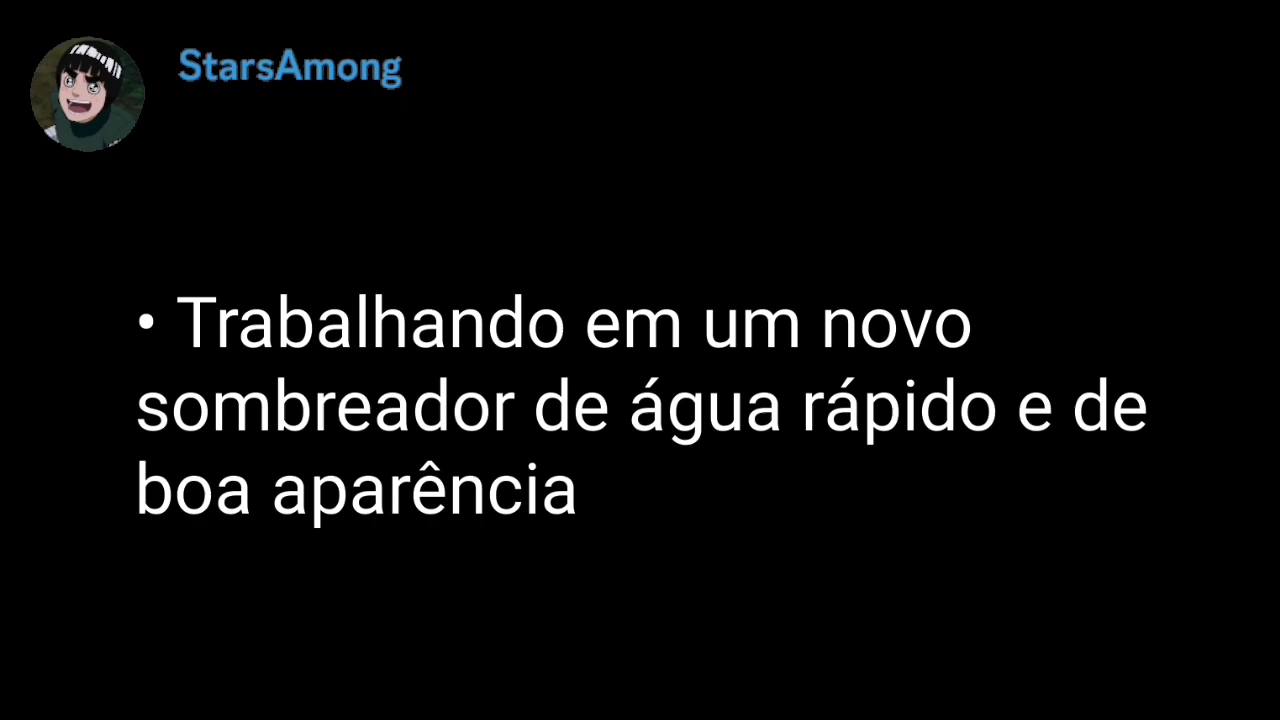 StarsAmong
• Trabalhando em um novo
sombreador de água rápido e de
boa aparência